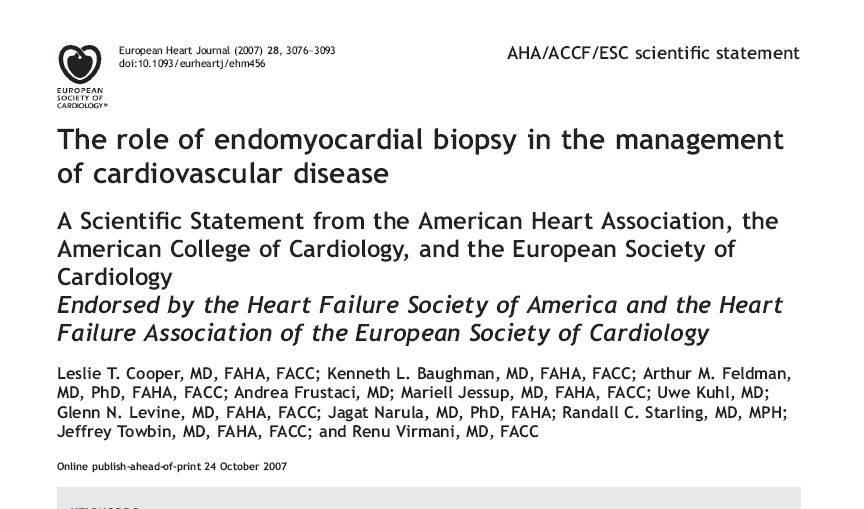 European Heart Journal (2007) 28, 3076–3093
doi:10.1093/eurheartj/ehm456
AHA/ACCF/ESC scientific statement
EUROPEAN
SOCIETY OF
CARDIOLOGY®
The role of endomyocardial biopsy in the management
of cardiovascular disease
A Scientific Statement from the American Heart Association, the
American College of Cardiology, and the European Society of
Cardiology
Endorsed by the Heart Failure Society of America and the Heart
Failure Association of the European Society of Cardiology
Leslie T. Cooper, MD, FAHA, FACC; Kenneth L. Baughman, MD, FAHA, FACC; Arthur M. Feldman,
MD, PhD, FAHA, FACC; Andrea Frustaci, MD; Mariell Jessup, MD, FAHA, FACC; Uwe Kuhl, MD;
Glenn N. Levine, MD, FAHA, FACC; Jagat Narula, MD, PhD, FAHA; Randall C. Starling, MD, MPH;
Jeffrey Towbin, MD, FAHA, FACC; and Renu Virmani, MD, FACC
Online publish-ahead-of-print 24 October 2007